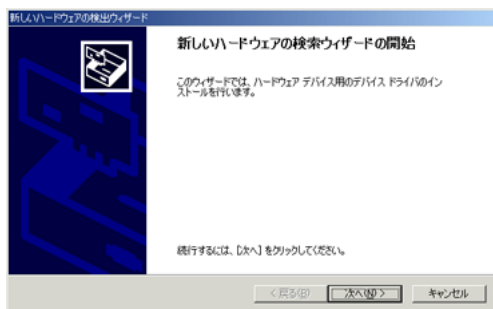 新しいハードウェアの検出ウィザード
新しいハードウェアの検索ウィザードの開始
このウィザードでは、ハードウェア デバイス用のデバイス ドライバのイン
ストールを行います。
続行するには、[次へ] をクリックしてください。
< 戻る(B)
次へ(N) >
キャンセル